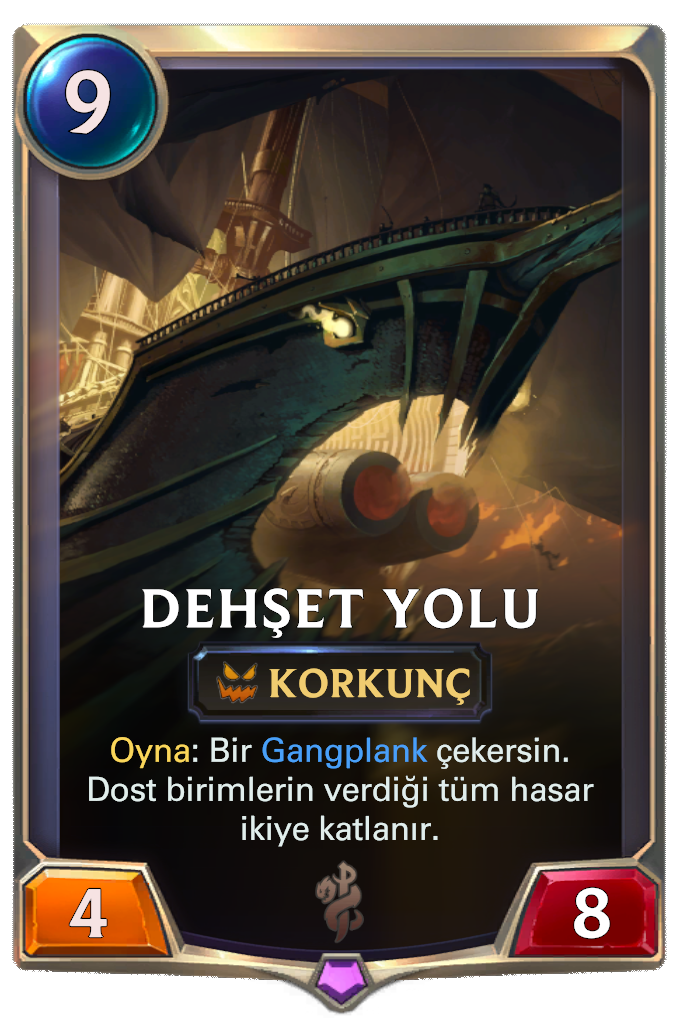 9
DEHŞET YOLU
KORKUNÇ
Oyna: Bir Gangplank çekersin.
Dost birimlerin verdiği tüm hasar
ikiye katlanır.
4
8